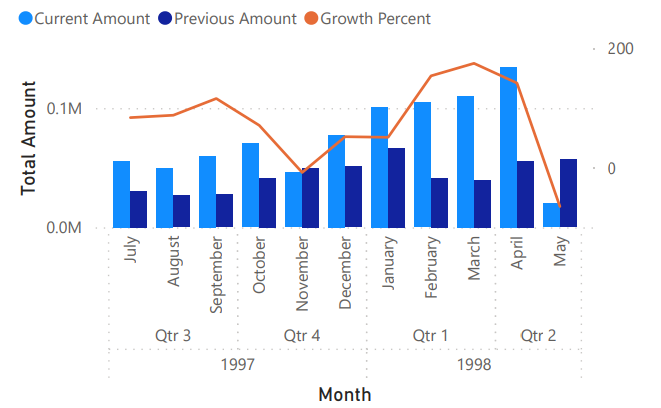 Current Amount Previous Amount Growth Percent
200
0.1M
0
0.0M
Total Amount
July August September October November December January February March April May
Qtr 3 Qtr 4 Qtr 1 Qtr 2
1997 1998
Month